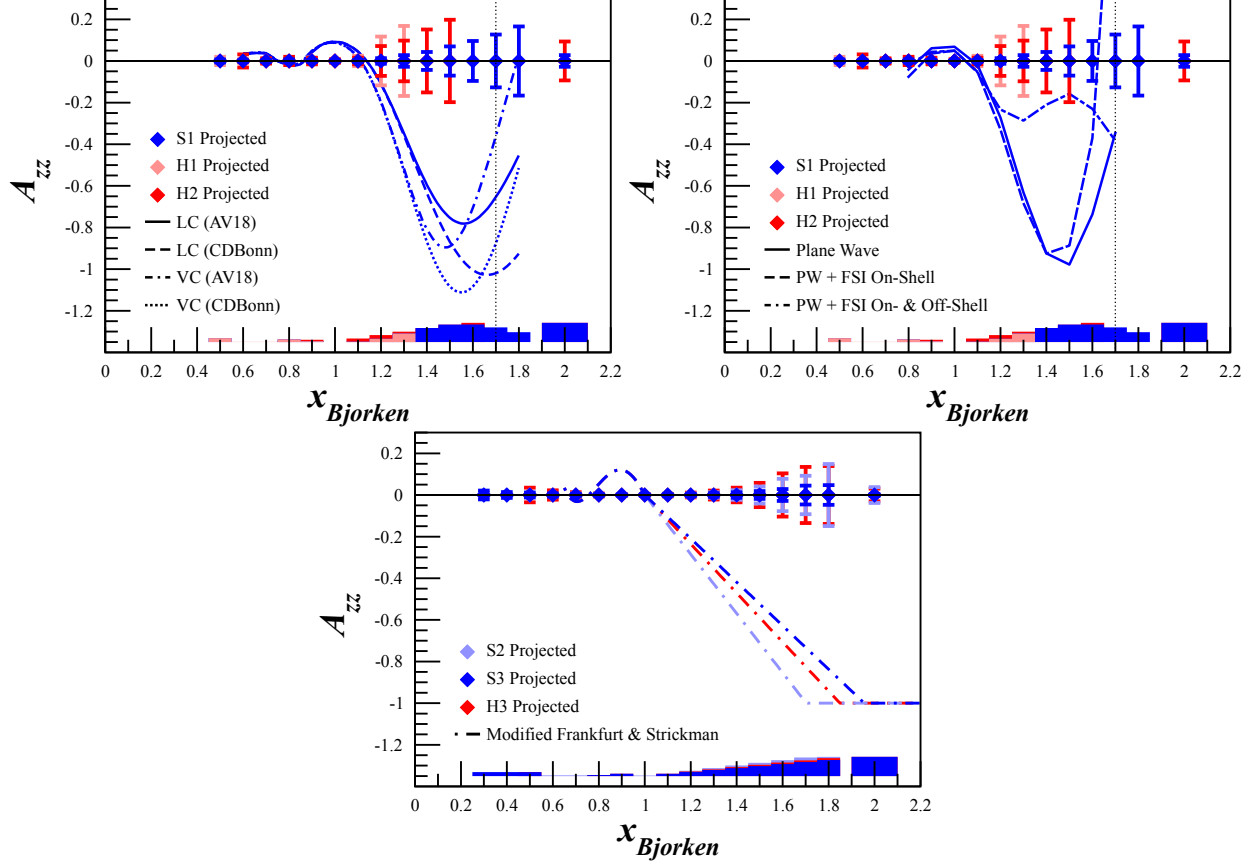 0.2
0
-0.2
-0.4
-0.6
-0.8
-1
-1.2
A_zz
S1 Projected
H1 Projected
H2 Projected
LC (AV18)
LC (CDBonn)
VC (AV18)
VC (CDBonn)
0 0.2 0.4 0.6 0.8 1 1.2 1.4 1.6 1.8 2 2.2
x_Bjorken
0.2
0
-0.2
-0.4
-0.6
-0.8
-1
-1.2
A_zz
S1 Projected
H1 Projected
H2 Projected
Plane Wave
PW + FSI On-Shell
PW + FSI On- & Off-Shell
0 0.2 0.4 0.6 0.8 1 1.2 1.4 1.6 1.8 2 2.2
x_Bjorken
0.2
0
-0.2
-0.4
-0.6
-0.8
-1
-1.2
A_zz
S2 Projected
S3 Projected
H3 Projected
Modified Frankfurt & Strickman
0 0.2 0.4 0.6 0.8 1 1.2 1.4 1.6 1.8 2 2.2
x_Bjorken